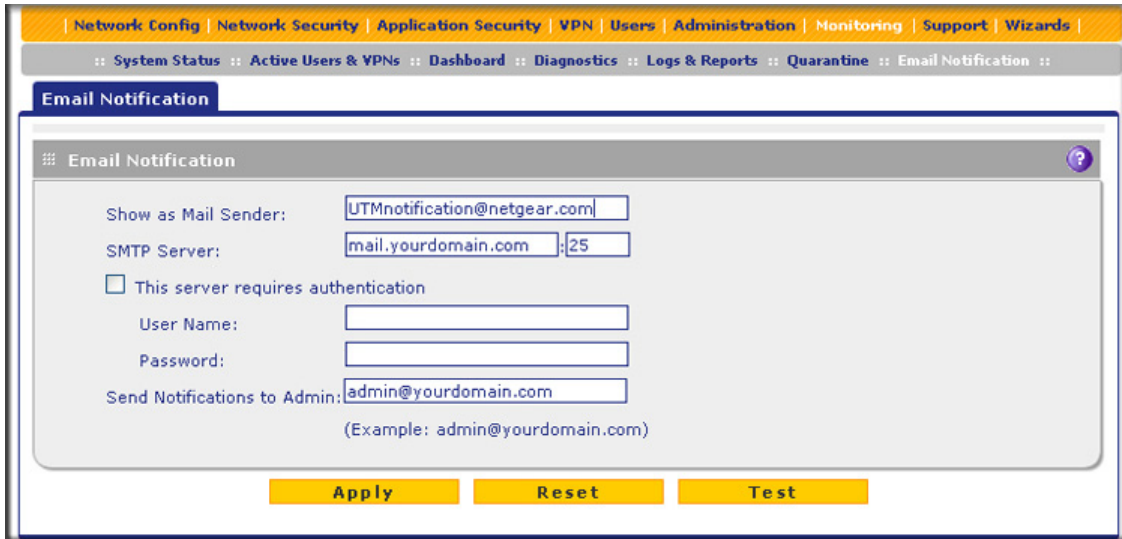 | Network Config | Network Security | Application Security | VPN | Users | Administration | Monitoring | Support | Wizards |
:: System Status :: Active Users & VPNs :: Dashboard :: Diagnostics :: Logs & Reports :: Quarantine :: Email Notification ::
Email Notification
Email Notification ?
Show as Mail Sender: UTMnotification@netgear.com
SMTP Server: mail.yourdomain.com :25
This server requires authentication
User Name:
Password:
Send Notifications to Admin: admin@yourdomain.com
(Example: admin@yourdomain.com)
Apply Reset Test